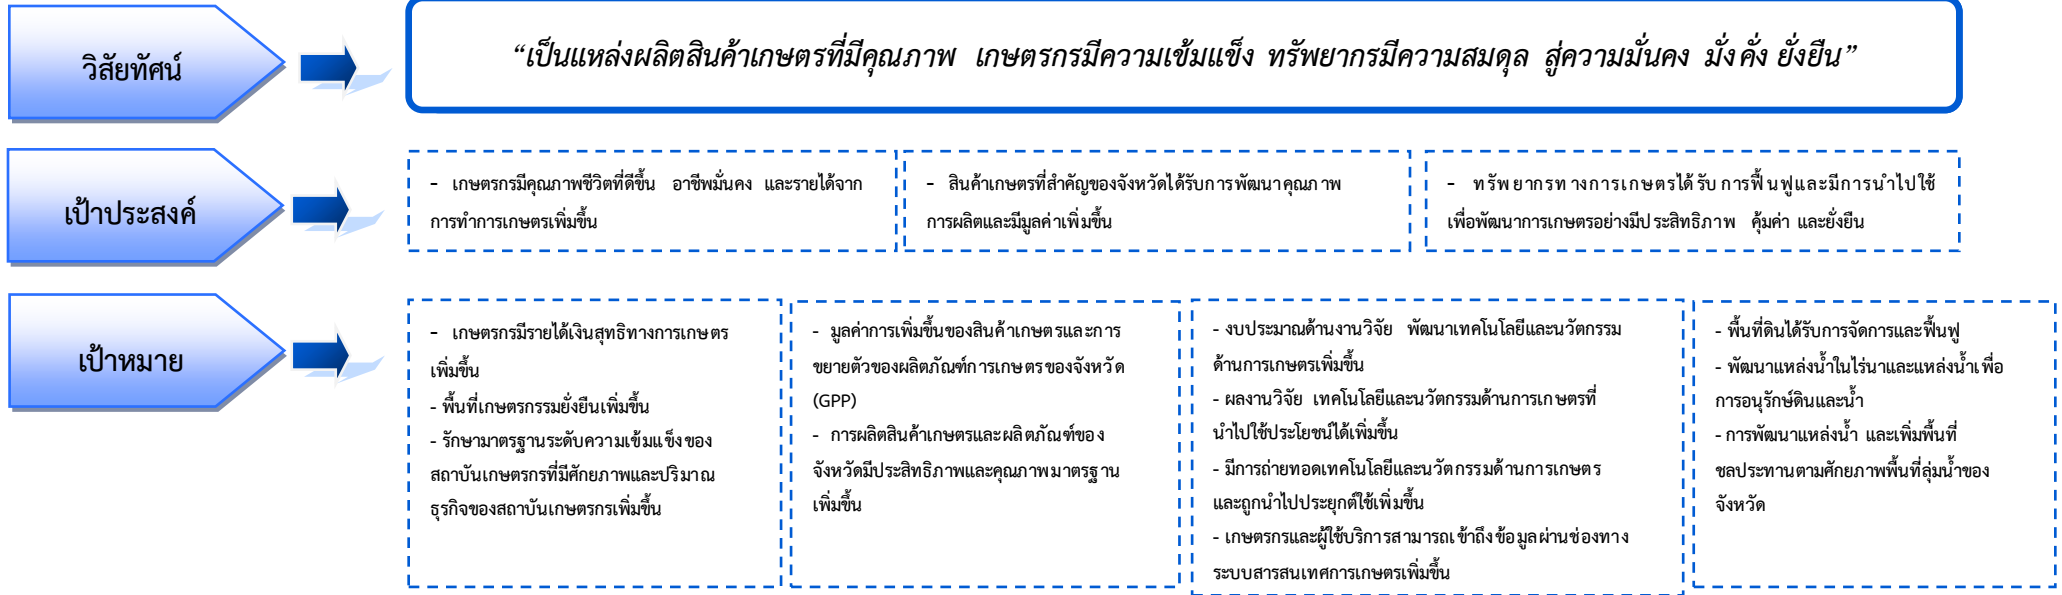 วิสัยทัศน์
“เป็นแหล่งผลิตสินค้าเกษตรที่มีคุณภาพ เกษตรกรมีความเข้มแข็ง ทรัพยากรมีความสมดุล สู่ความมั่นคง มั่งคั่ง ยั่งยืน”
เป้าประสงค์
- เกษตรกรมีคุณภาพชีวิตที่ดีขึ้น อาชีพมั่นคง และรายได้จาก
การทำการเกษตรเพิ่มขึ้น
- สินค้าเกษตรที่สำคัญของจังหวัดได้รับการพัฒนาคุณภาพ
การผลิตและมีมูลค่าเพิ่มขึ้น
- ทรัพยากรทางการเกษตรได้รับการฟื้นฟูและมีการนำไปใช้
เพื่อพัฒนาการเกษตรอย่างมีประสิทธิภาพ คุ้มค่า และยั่งยืน
เป้าหมาย
- เกษตรกรมีรายได้เงินสุทธิทางการเกษตร
เพิ่มขึ้น
- พื้นที่เกษตรกรรมยั่งยืนเพิ่มขึ้น
- รักษามาตรฐานระดับความเข้มแข็งของ
สถาบันเกษตรกรที่มีศักยภาพและปริมาณ
ธุรกิจของสถาบันเกษตรกรเพิ่มขึ้น
- มูลค่าการเพิ่มขึ้นของสินค้าเกษตรและการ
ขยายตัวของผลิตภัณฑ์การเกษตรของจังหวัด
(GPP)
- การผลิตสินค้าเกษตรและผลิตภัณฑ์ของ
จังหวัดมีประสิทธิภาพและคุณภาพมาตรฐาน
เพิ่มขึ้น
- งบประมาณด้านงานวิจัย พัฒนาเทคโนโลยีและนวัตกรรม
ด้านการเกษตรเพิ่มขึ้น
- ผลงานวิจัย เทคโนโลยีและนวัตกรรมด้านการเกษตรที่
นำไปใช้ประโยชน์ได้เพิ่มขึ้น
- มีการถ่ายทอดเทคโนโลยีและนวัตกรรมด้านการเกษตร
และถูกนำไปประยุกต์ใช้เพิ่มขึ้น
- เกษตรกรและผู้ใช้บริการสามารถเข้าถึงข้อมูลผ่านช่องทาง
ระบบสารสนเทศการเกษตรเพิ่มขึ้น
- พื้นที่ดินได้รับการจัดการและฟื้นฟู
- พัฒนาแหล่งน้ำในไร่นาและแหล่งน้ำเพื่อ
การอนุรักษ์ดินและน้ำ
- การพัฒนาแหล่งน้ำ และเพิ่มพื้นที่
ชลประทานตามศักยภาพพื้นที่ลุ่มน้ำของ
จังหวัด